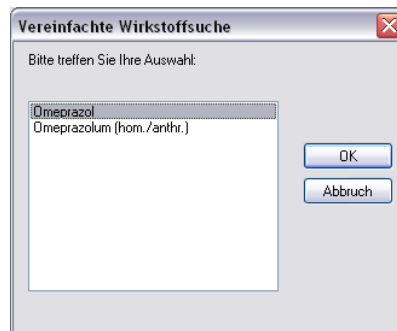 Vereinfachte Wirkstoffsuche
Bitte treffen Sie Ihre Auswahl:
Omeprazol
Omeprazolum (hom./anthr.)
OK
Abbruch